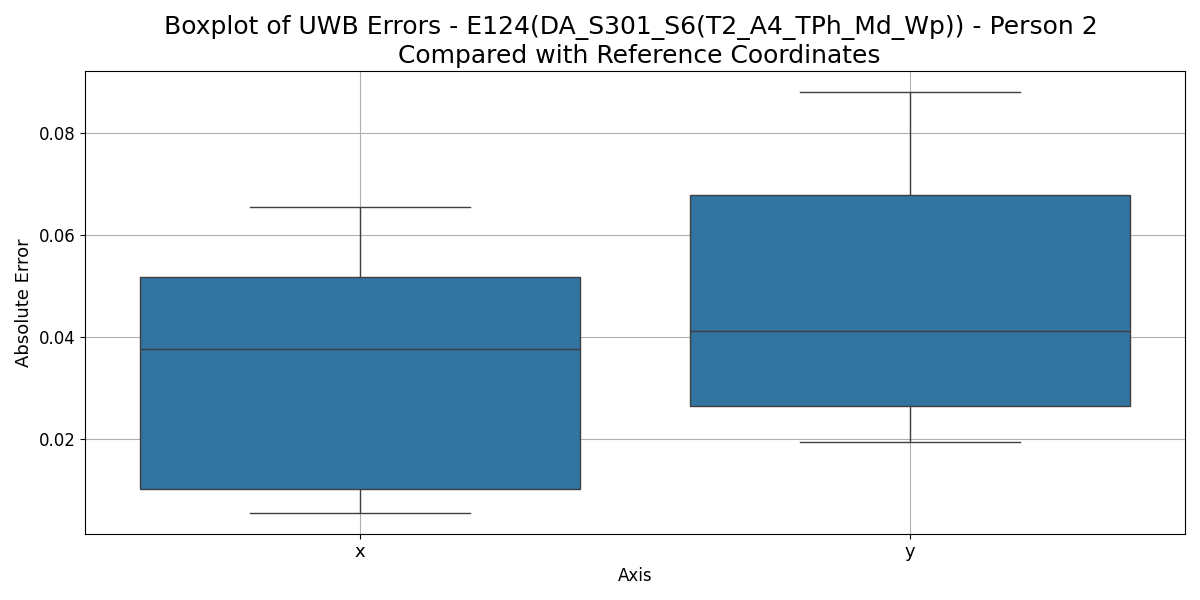 Boxplot of UWB Errors - E124(DA_S301_S6(T2_A4_TPh_Md_Wp)) - Person 2
Compared with Reference Coordinates
Absolute Error
0.08
0.06
0.04
0.02
x
y
Axis